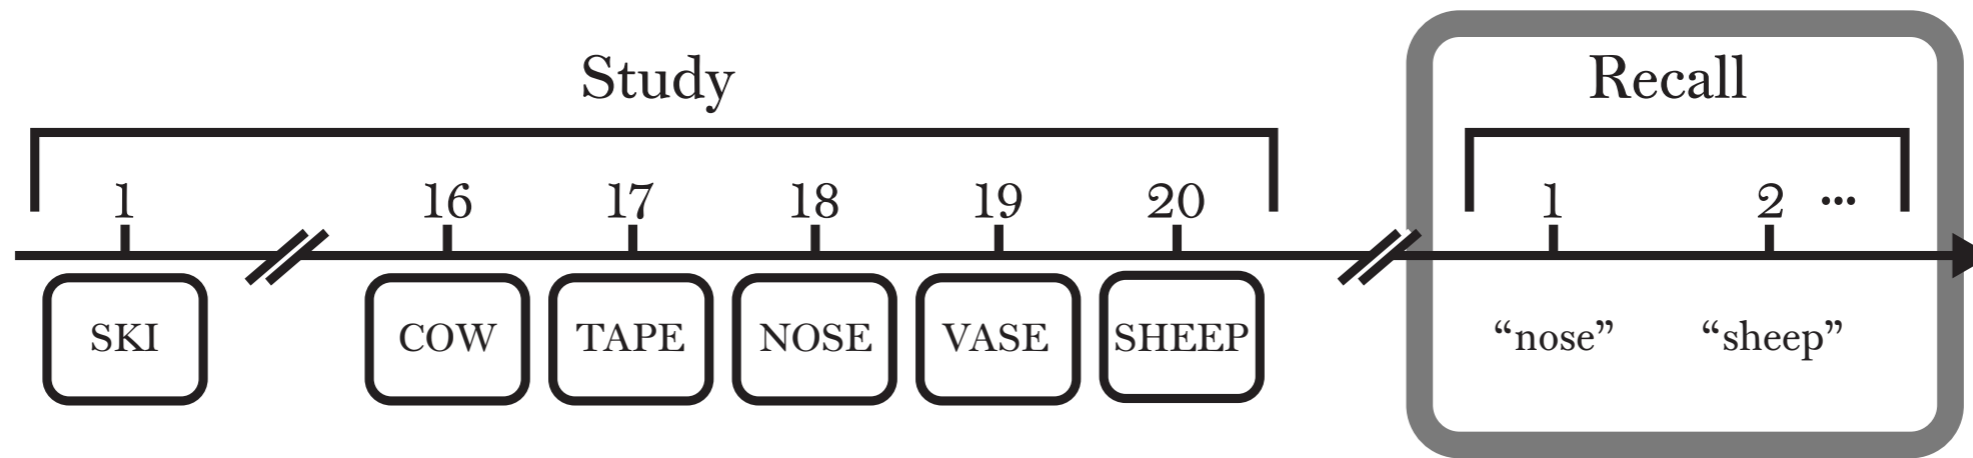 Study Recall
1 16 17 18 19 20 1 2 ...
SKI COW TAPE NOSE VASE SHEEP “nose” “sheep”